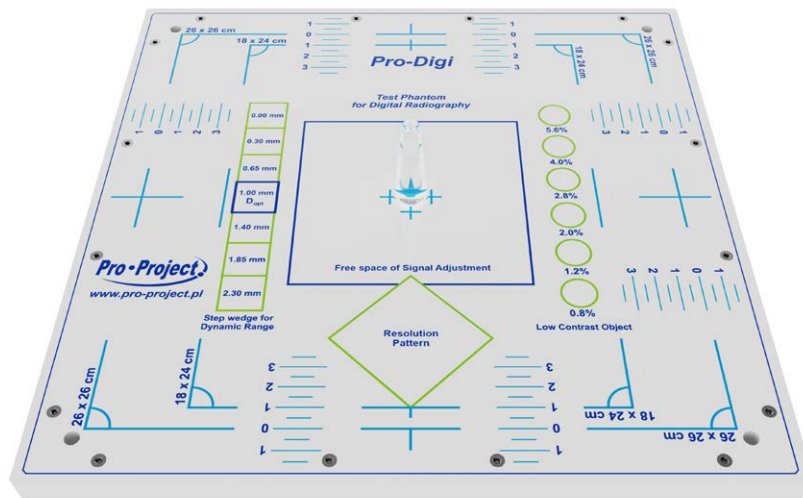 26 x 26 cm
18 x 24 cm
1
0
1
2
3
1
0
1
2
3
18 x 24 cm
26 x 26 cm
Pro-Digi
Test Phantom
for Digital Radiography
1 0 1 2 3
3 2 1 0 1
0.00 mm
0.30 mm
0.65 mm
1.00 mm
Dopt
1.40 mm
1.85 mm
2.30 mm
Step wedge for
Dynamic Range
5.6%
4.0%
2.8%
2.0%
1.2%
0.8%
Low Contrast Object
Free space of Signal Adjustment
Pro·Project
www.pro-project.pl
3 2 1 0 1
Resolution
Pattern
26 x 26 cm
18 x 24 cm
3
2
1
0
1
3
2
1
0
1
18 x 24 cm
26 x 26 cm